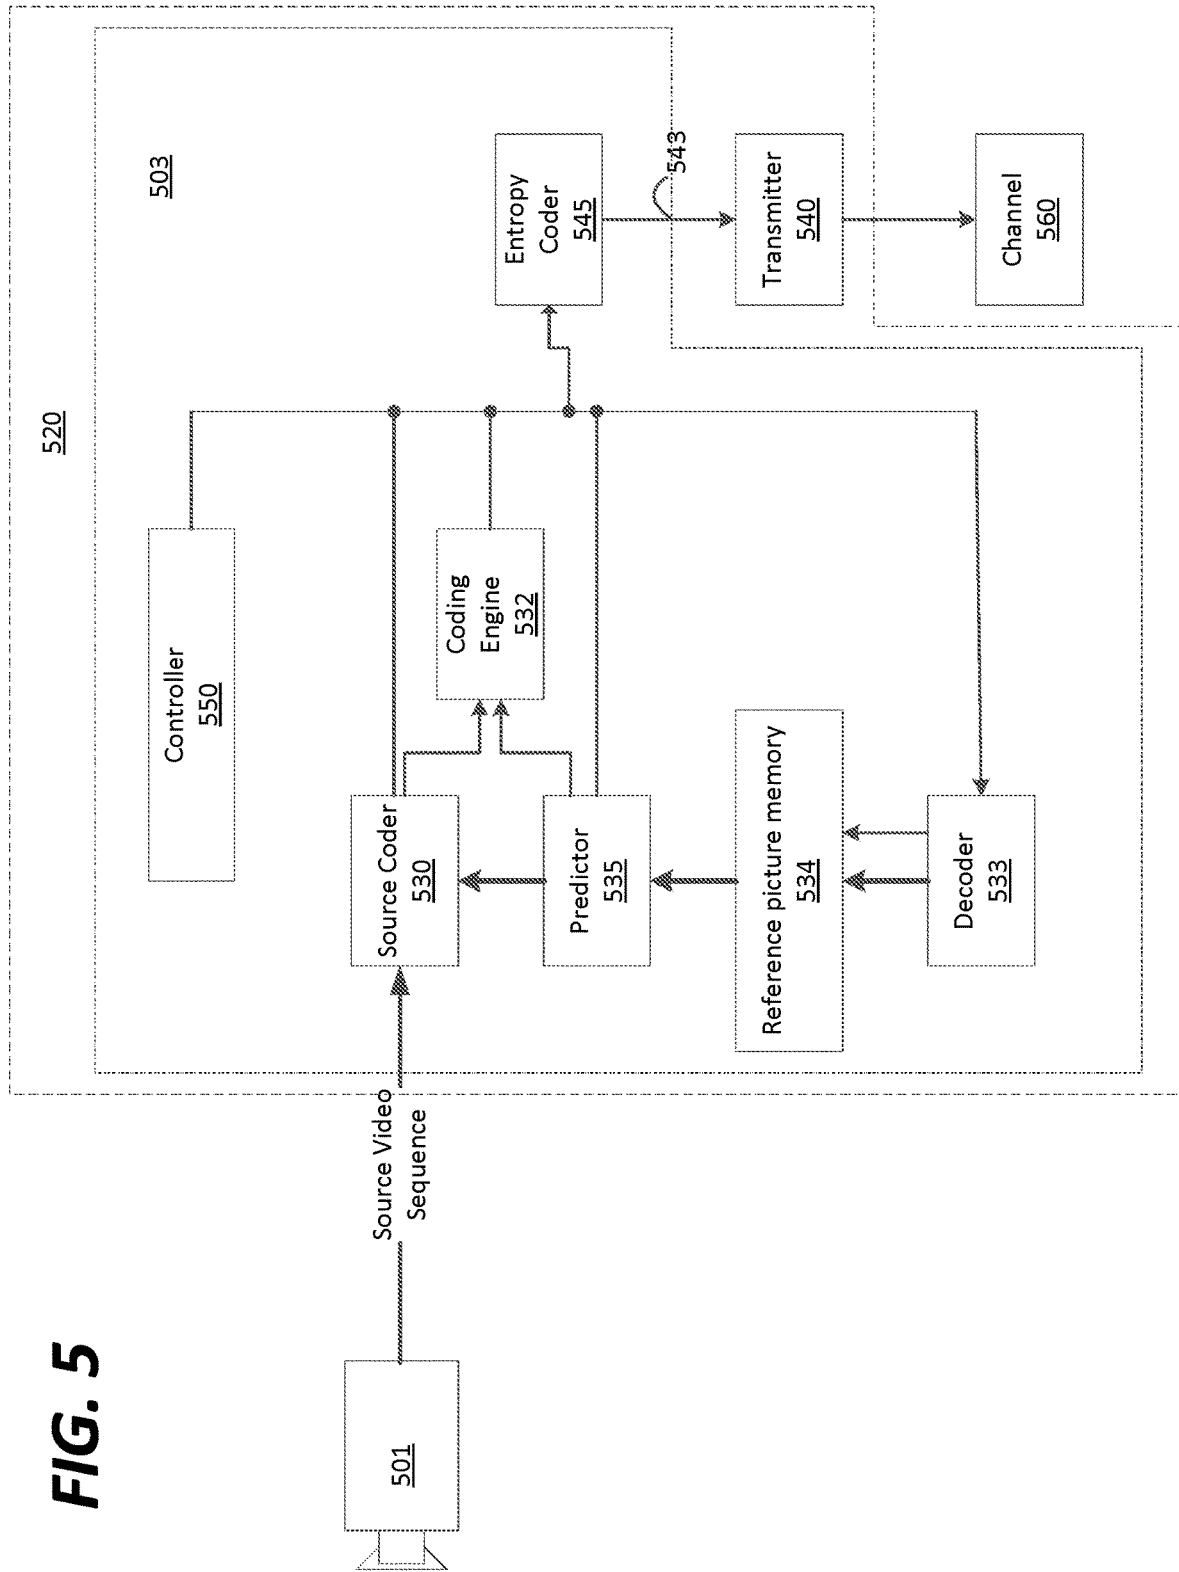 FIG. 5
501
Source Video
Sequence
520
503
Controller
550
Source Coder
530
Coding
Engine
532
Predictor
535
Reference picture memory
534
Decoder
533
Entropy
Coder
545
543
Transmitter
540
Channel
560